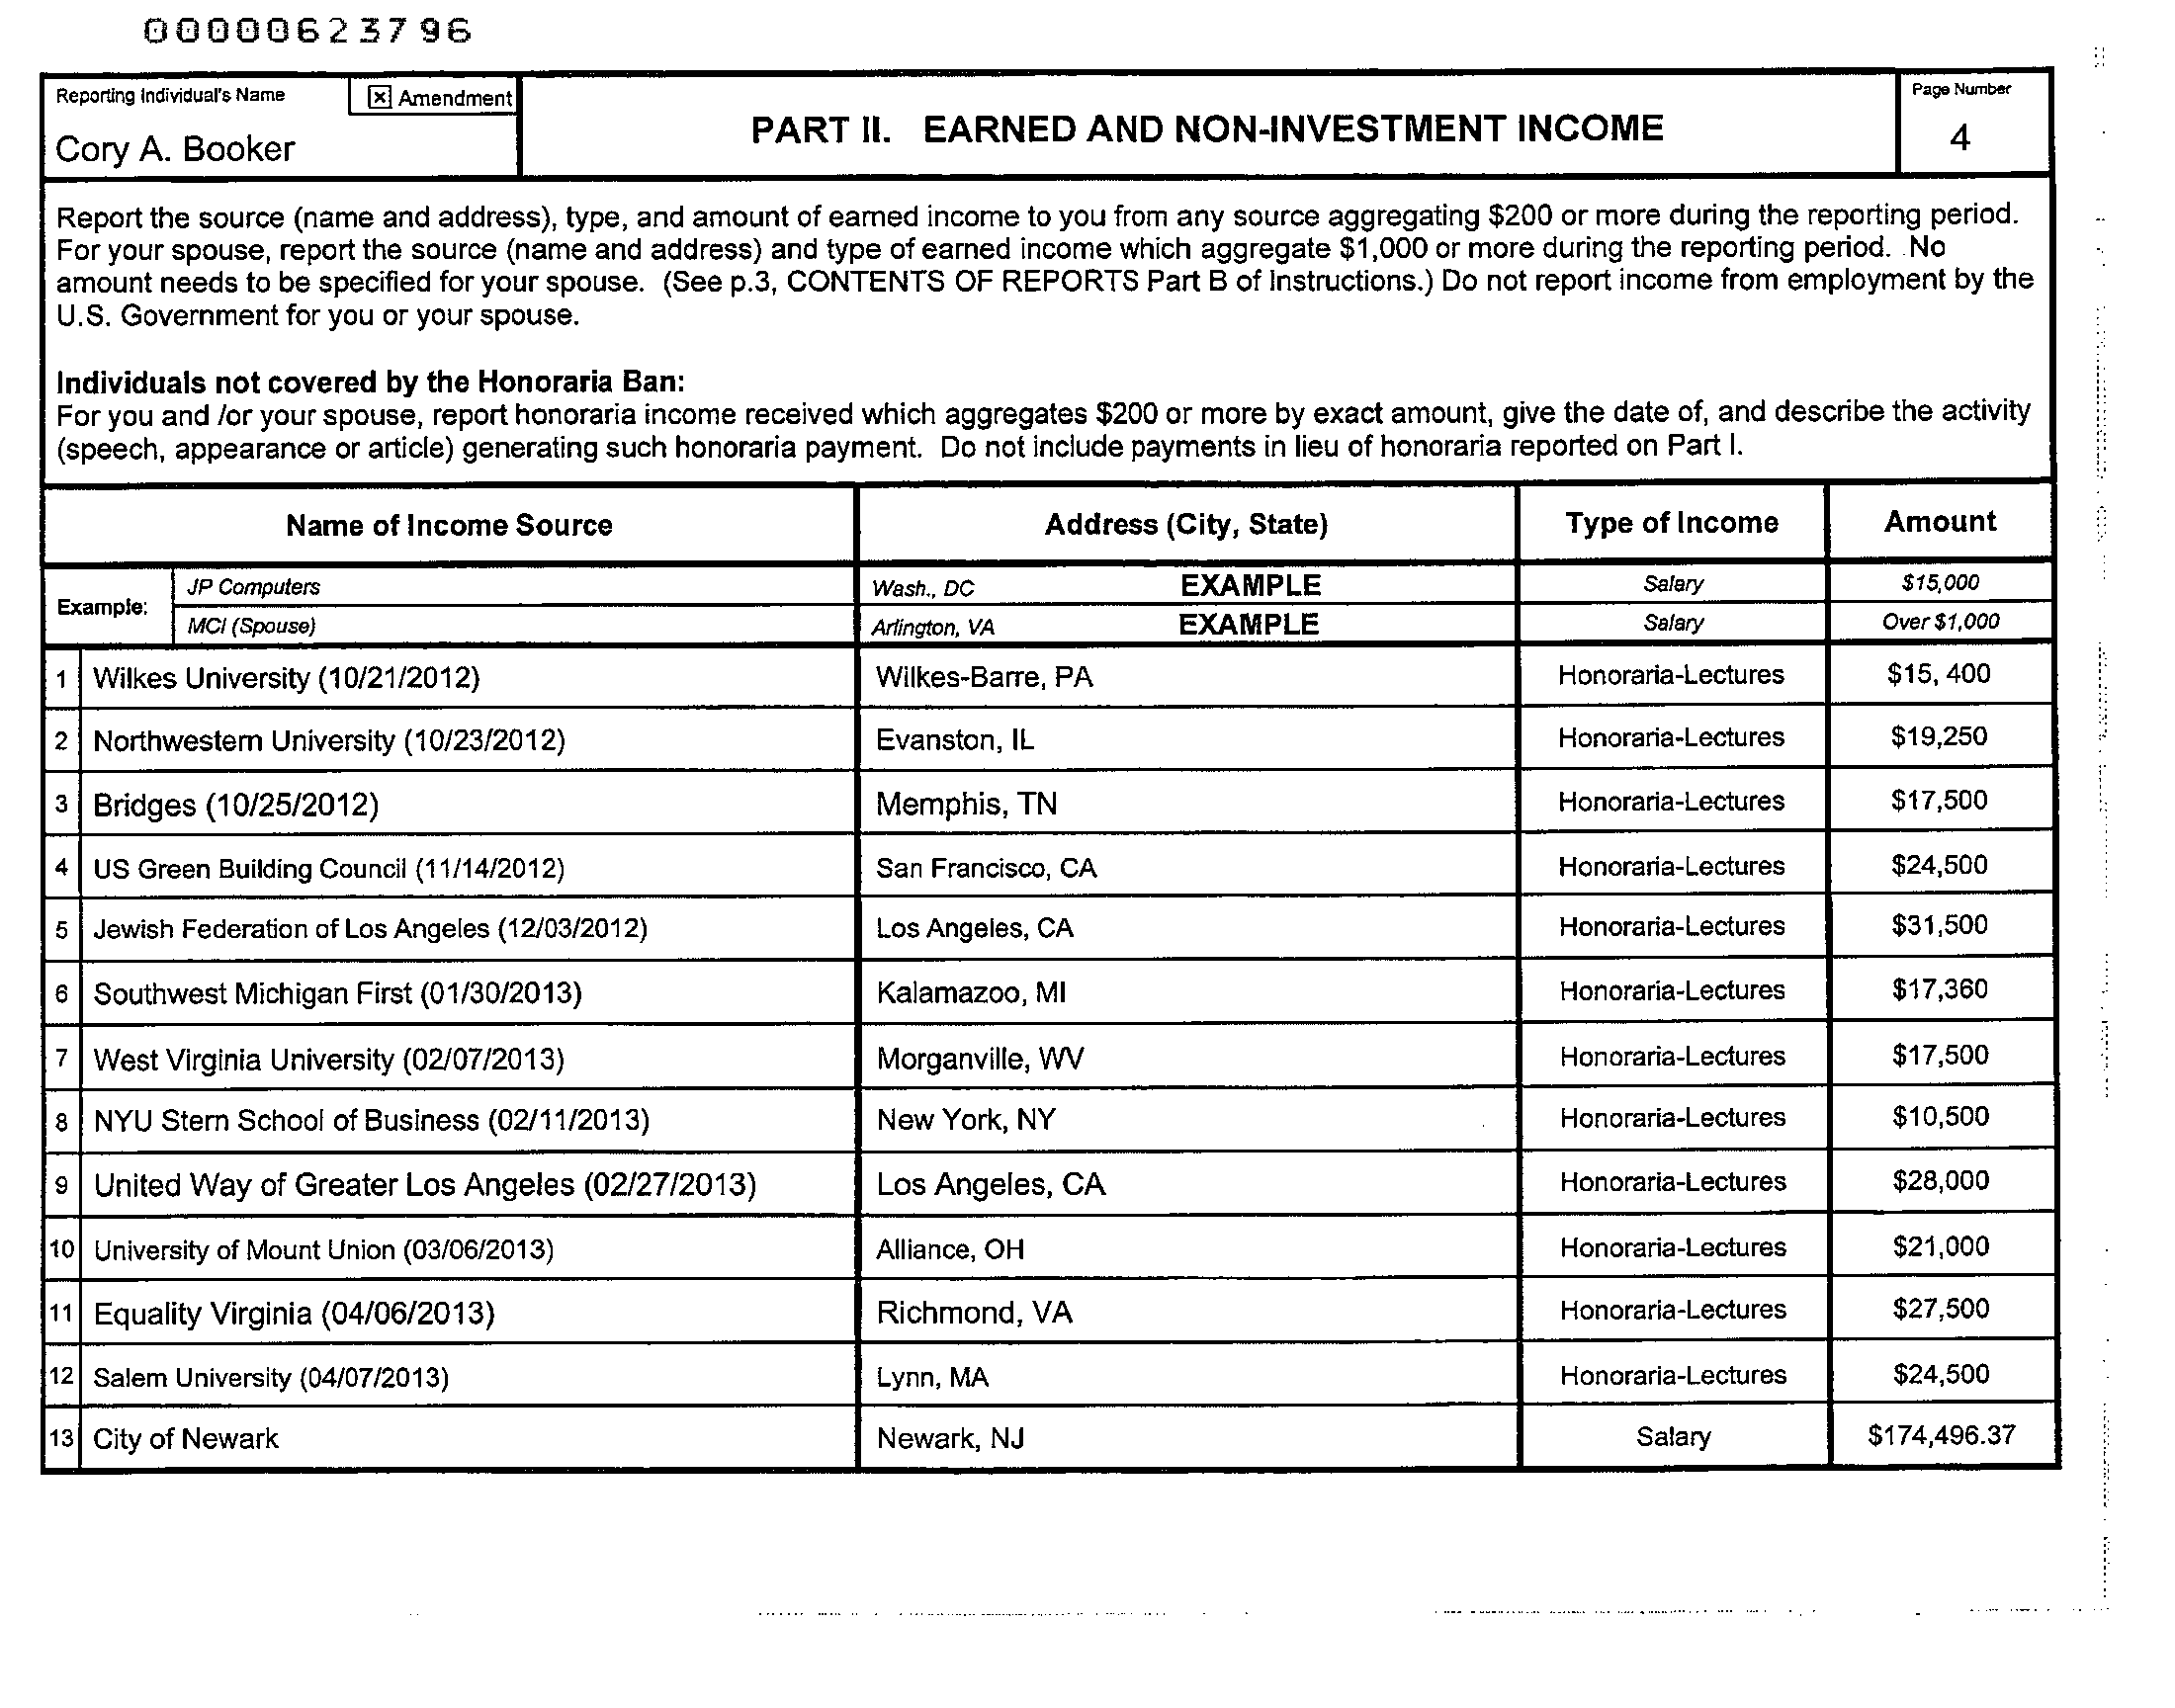 00000623796
Reporting Individual's Name
[x] Amendment
Cory A. Booker
PART II. EARNED AND NON-INVESTMENT INCOME
Page Number
4
Report the source (name and address), type, and amount of earned income to you from any source aggregating $200 or more during the reporting period.
For your spouse, report the source (name and address) and type of earned income which aggregate $1,000 or more during the reporting period. No
amount needs to be specified for your spouse. (See p.3, CONTENTS OF REPORTS Part B of Instructions.) Do not report income from employment by the
U.S. Government for you or your spouse.
Individuals not covered by the Honoraria Ban:
For you and /or your spouse, report honoraria income received which aggregates $200 or more by exact amount, give the date of, and describe the activity
(speech, appearance or article) generating such honoraria payment. Do not include payments in lieu of honoraria reported on Part I.
Name of Income Source Address (City, State) Type of Income Amount
Example:
JP Computers Wash., DC EXAMPLE Salary $15,000
MCI (Spouse) Arlington, VA EXAMPLE Salary Over $1,000
1 Wilkes University (10/21/2012) Wilkes-Barre, PA Honoraria-Lectures $15, 400
2 Northwestern University (10/23/2012) Evanston, IL Honoraria-Lectures $19,250
3 Bridges (10/25/2012) Memphis, TN Honoraria-Lectures $17,500
4 US Green Building Council (11/14/2012) San Francisco, CA Honoraria-Lectures $24,500
5 Jewish Federation of Los Angeles (12/03/2012) Los Angeles, CA Honoraria-Lectures $31,500
6 Southwest Michigan First (01/30/2013) Kalamazoo, MI Honoraria-Lectures $17,360
7 West Virginia University (02/07/2013) Morganville, WV Honoraria-Lectures $17,500
8 NYU Stern School of Business (02/11/2013) New York, NY Honoraria-Lectures $10,500
9 United Way of Greater Los Angeles (02/27/2013) Los Angeles, CA Honoraria-Lectures $28,000
10 University of Mount Union (03/06/2013) Alliance, OH Honoraria-Lectures $21,000
11 Equality Virginia (04/06/2013) Richmond, VA Honoraria-Lectures $27,500
12 Salem University (04/07/2013) Lynn, MA Honoraria-Lectures $24,500
13 City of Newark Newark, NJ Salary $174,496.37